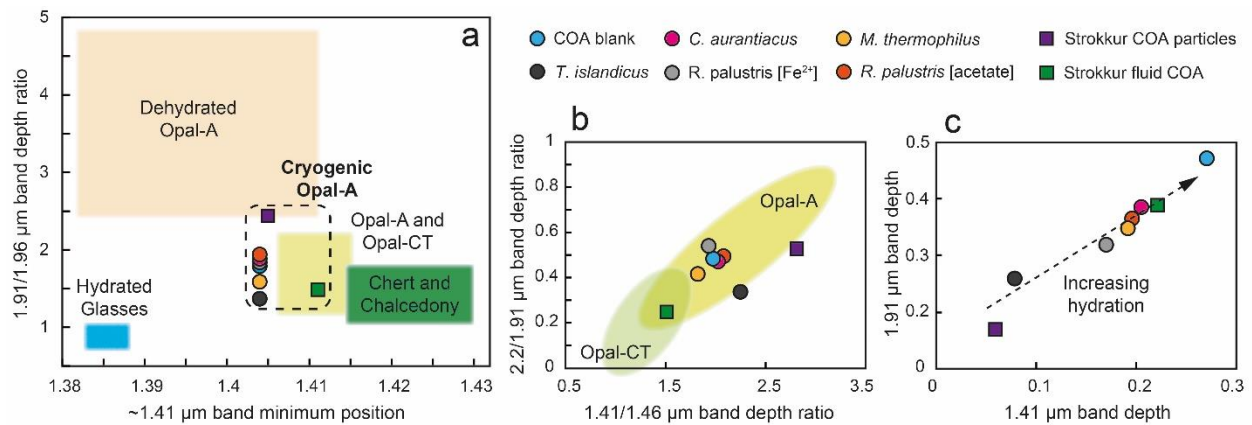 a
5
4
3
2
1
1.91/1.96 µm band depth ratio
Dehydrated
Opal-A
Cryogenic
Opal-A
Opal-A and
Opal-CT
Hydrated
Glasses
Chert and
Chalcedony
1.38 1.39 1.4 1.41 1.42 1.43
~1.41 µm band minimum position
COA blank C. aurantiacus M. thermophilus Strokkur COA particles
T. islandicus R. palustris [Fe²⁺] R. palustris [acetate] Strokkur fluid COA
b
1
0.8
0.6
0.4
0.2
0
2.2/1.91 µm band depth ratio
Opal-A
Opal-CT
0.5 1.5 2.5 3.5
1.41/1.46 µm band depth ratio
c
0.5
0.4
0.3
0.2
0.1
1.91 µm band depth
Increasing
hydration
0 0.1 0.2 0.3
1.41 µm band depth